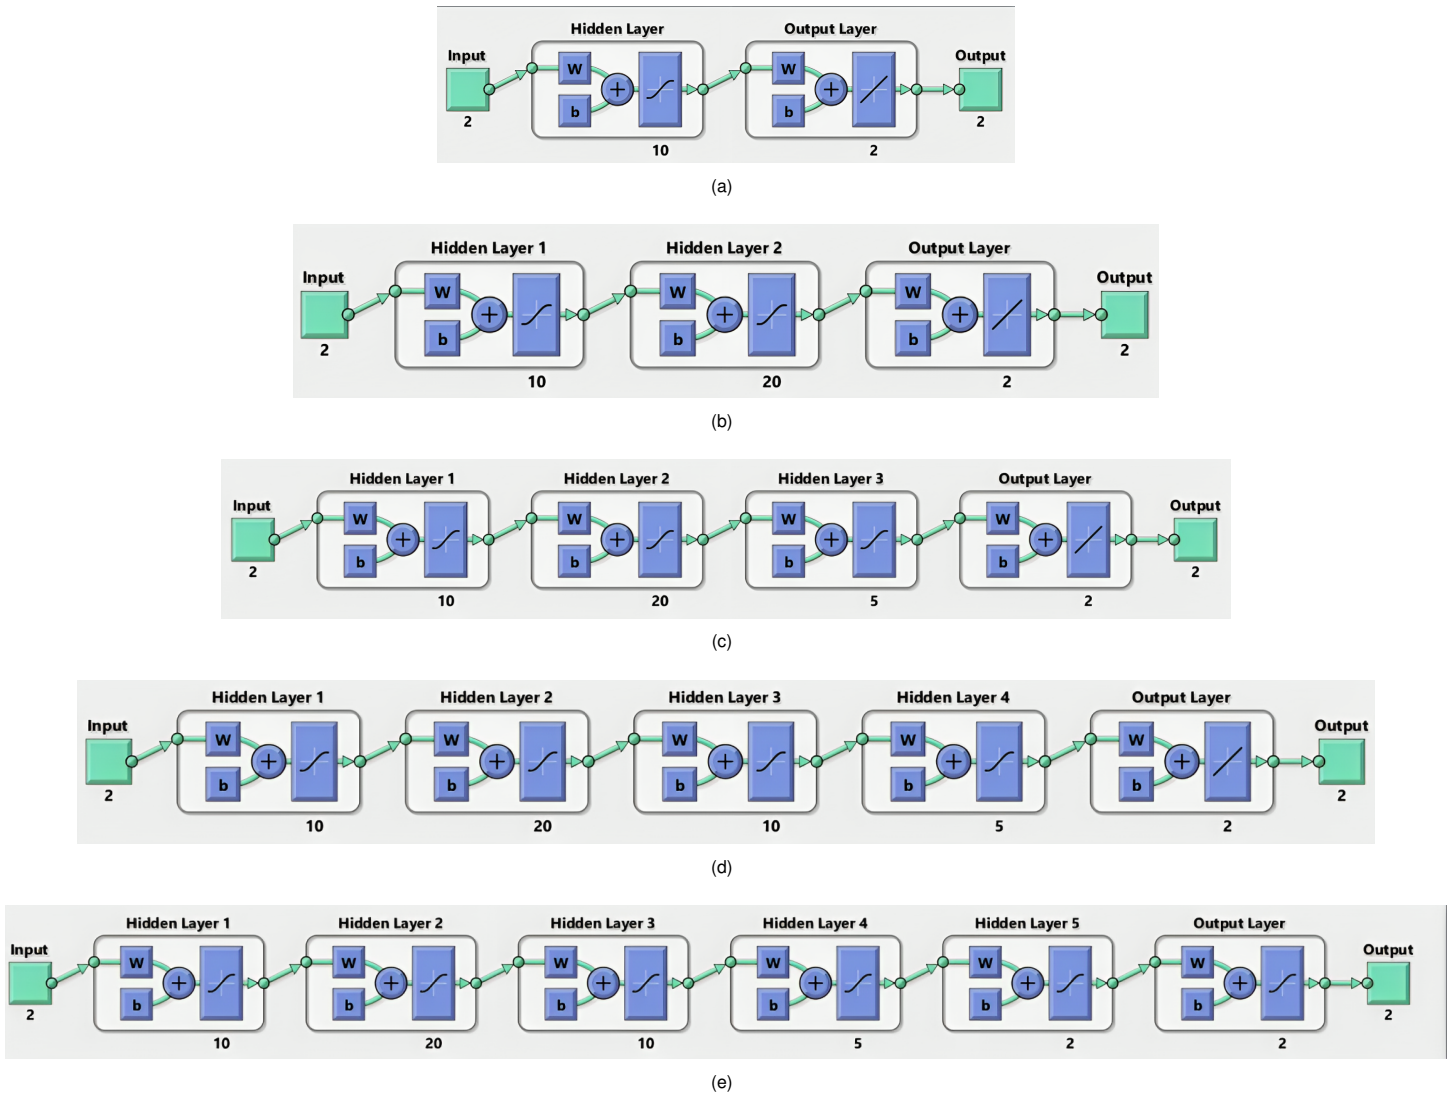 Hidden Layer Output Layer
Input Output
W W
+ +
b b
2 2
10 2
(a)
Hidden Layer 1 Hidden Layer 2 Output Layer
Input Output
W W W
+ + +
b b b
2 2
10 20 2
(b)
Hidden Layer 1 Hidden Layer 2 Hidden Layer 3 Output Layer
Input Output
W W W W
+ + + +
b b b b
2 2
10 20 5 2
(c)
Hidden Layer 1 Hidden Layer 2 Hidden Layer 3 Hidden Layer 4 Output Layer
Input Output
W W W W W
+ + + + +
b b b b b
2 2
10 20 10 5 2
(d)
Hidden Layer 1 Hidden Layer 2 Hidden Layer 3 Hidden Layer 4 Hidden Layer 5 Output Layer
Input Output
W W W W W W
+ + + + + +
b b b b b b
2 2
10 20 10 5 2 2
(e)